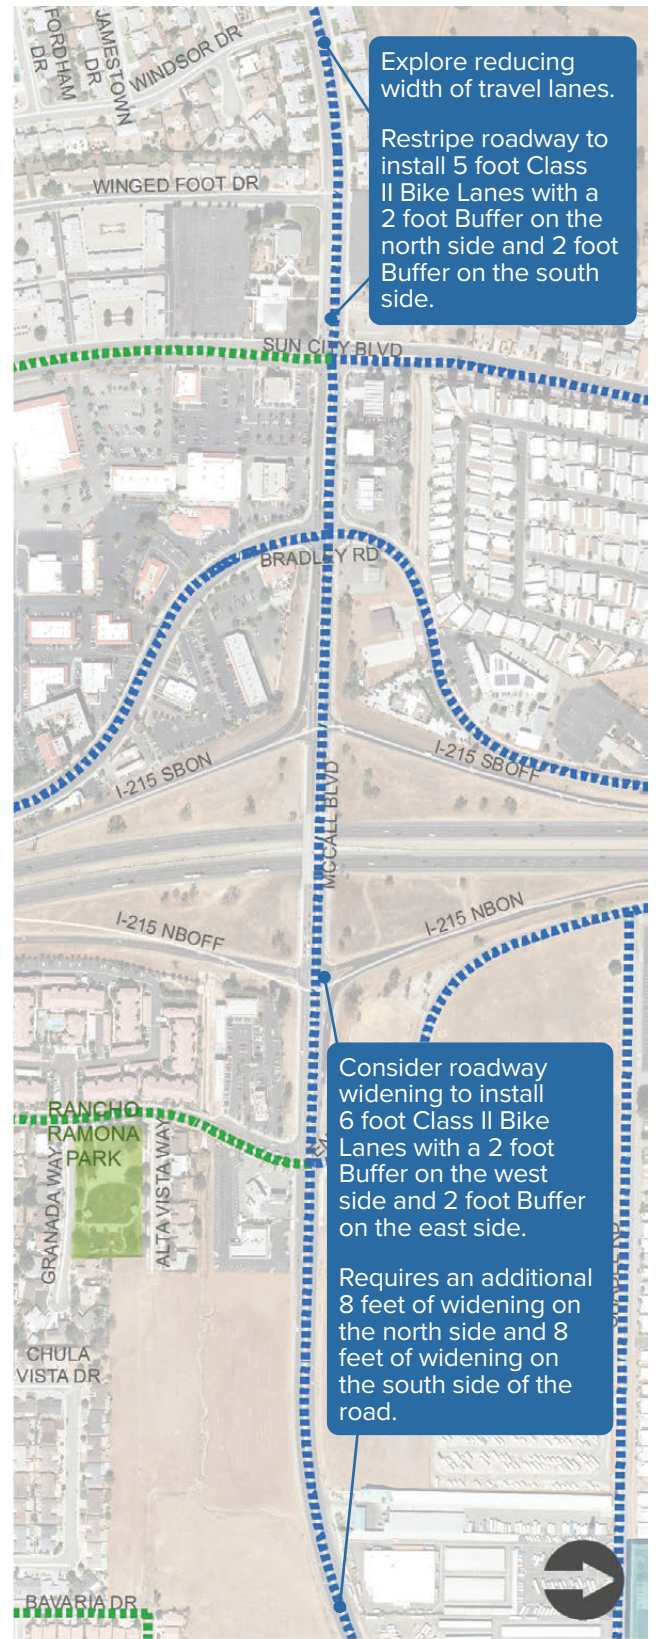 FORDHAM
DR
JAMESTOWN
DR
WINDSOR DR
Explore reducing
width of travel lanes.
Restripe roadway to
install 5 foot Class
II Bike Lanes with a
2 foot Buffer on the
north side and 2 foot
Buffer on the south
side.
WINGED FOOT DR
SUN CITY BLVD
BRADLEY RD
I-215 SBON
I-215 SBOFF
MCCALL BLVD
I-215 NBOFF
I-215 NBON
Consider roadway
widening to install
6 foot Class II Bike
Lanes with a 2 foot
Buffer on the west
side and 2 foot Buffer
on the east side.
Requires an additional
8 feet of widening on
the north side and 8
feet of widening on
the south side of the
road.
RANCHO
RAMONA
PARK
GRANADA WAY
ALTA VISTA WAY
CHULA
VISTA DR
BAVARIA DR